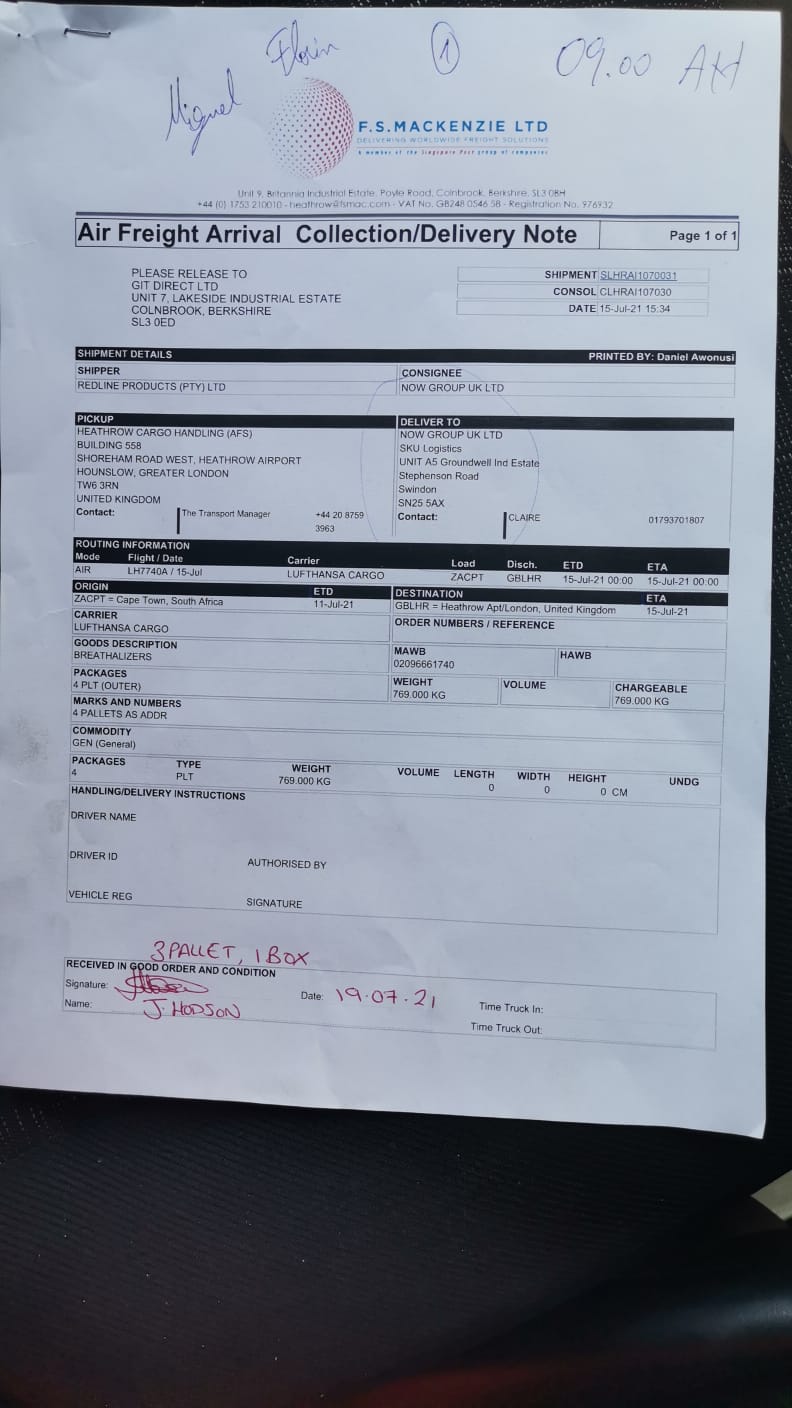 Miguel Florin 1 09.00 AM
F.S.MACKENZIE LTD
DELIVERING WORLDWIDE FREIGHT SOLUTIONS
A member of the Singapore Post group of companies
Unit 9, Britannia Industrial Estate, Poyle Road, Colnbrook, Berkshire, SL3 0BH
+44 (0) 1753 210010 - heathrow@fsmac.com - VAT No. GB248 0546 58 - Registration No. 976932
Air Freight Arrival Collection/Delivery Note Page 1 of 1
PLEASE RELEASE TO
GIT DIRECT LTD
UNIT 7, LAKESIDE INDUSTRIAL ESTATE
COLNBROOK, BERKSHIRE
SL3 0ED
SHIPMENT SLHRAI1070031
CONSOL CLHRAI107030
DATE 15-Jul-21 15:34
SHIPMENT DETAILS PRINTED BY: Daniel Awonusi
SHIPPER CONSIGNEE
REDLINE PRODUCTS (PTY) LTD NOW GROUP UK LTD
PICKUP
HEATHROW CARGO HANDLING (AFS)
BUILDING 558
SHOREHAM ROAD WEST, HEATHROW AIRPORT
HOUNSLOW, GREATER LONDON
TW6 3RN
UNITED KINGDOM
Contact: The Transport Manager +44 20 8759
3963
DELIVER TO
NOW GROUP UK LTD
SKU Logistics
UNIT A5 Groundwell Ind Estate
Stephenson Road
Swindon
SN25 5AX
Contact: CLAIRE 01793701807
ROUTING INFORMATION
Mode Flight / Date Carrier Load Disch. ETD ETA
AIR LH7740A / 15-Jul LUFTHANSA CARGO ZACPT GBLHR 15-Jul-21 00:00 15-Jul-21 00:00
ORIGIN ETD DESTINATION ETA
ZACPT = Cape Town, South Africa 11-Jul-21 GBLHR = Heathrow Apt/London, United Kingdom 15-Jul-21
CARRIER ORDER NUMBERS / REFERENCE
LUFTHANSA CARGO
GOODS DESCRIPTION MAWB HAWB
BREATHALIZERS 02096661740
PACKAGES WEIGHT VOLUME CHARGEABLE
4 PLT (OUTER) 769.000 KG 769.000 KG
MARKS AND NUMBERS
4 PALLETS AS ADDR
COMMODITY
GEN (General)
PACKAGES TYPE WEIGHT VOLUME LENGTH WIDTH HEIGHT UNDG
4 PLT 769.000 KG 0 0 0 CM
HANDLING/DELIVERY INSTRUCTIONS
DRIVER NAME
DRIVER ID AUTHORISED BY
VEHICLE REG SIGNATURE
3 PALLET, 1 BOX
RECEIVED IN GOOD ORDER AND CONDITION
Signature: Date: 19.07.21 Time Truck In:
Name: J. HODSON Time Truck Out: